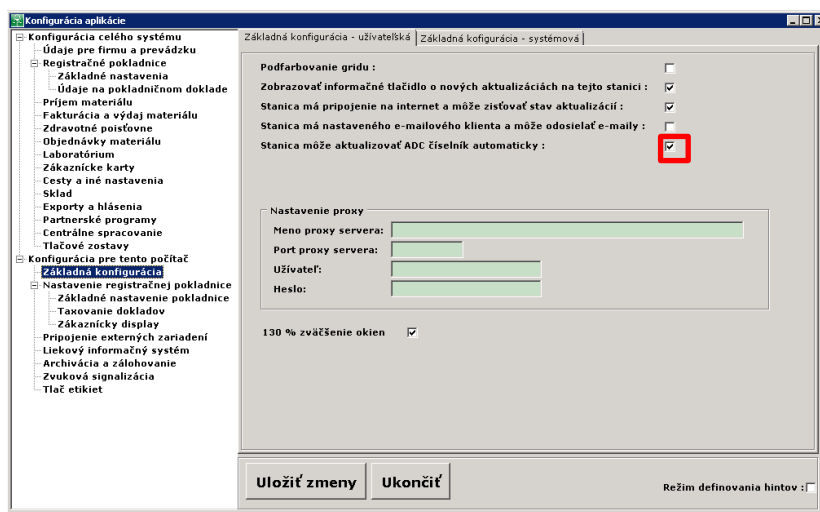 Konfigurácia aplikácie
Konfigurácia celého systému
Údaje pre firmu a prevádzku
Registračné pokladnice
Základné nastavenia
Údaje na pokladničnom doklade
Príjem materiálu
Fakturácia a výdaj materiálu
Zdravotné poisťovne
Objednávky materiálu
Laboratórium
Zákaznícke karty
Cesty a iné nastavenia
Sklad
Exporty a hlásenia
Partnerské programy
Centrálne spracovanie
Tlačové zostavy
Konfigurácia pre tento počítač
Základná konfigurácia
Nastavenie registračnej pokladnice
Základné nastavenie pokladnice
Taxovanie dokladov
Zákaznícky display
Pripojenie externých zariadení
Liekový informačný systém
Archivácia a zálohovanie
Zvuková signalizácia
Tlač etikiet
Základná konfigurácia - užívateľská
Základná kofigurácia - systémová
Podfarbovanie gridu :
Zobrazovať informačné tlačidlo o nových aktualizáciách na tejto stanici :
Stanica má pripojenie na internet a môže zisťovať stav aktualizácií :
Stanica má nastaveného e-mailového klienta a môže odosielať e-maily :
Stanica môže aktualizovať ADC číselník automaticky :
Nastavenie proxy
Meno proxy servera:
Port proxy servera:
Užívateľ:
Heslo:
130 % zväčšenie okien
Uložiť zmeny
Ukončiť
Režim definovania hintov :